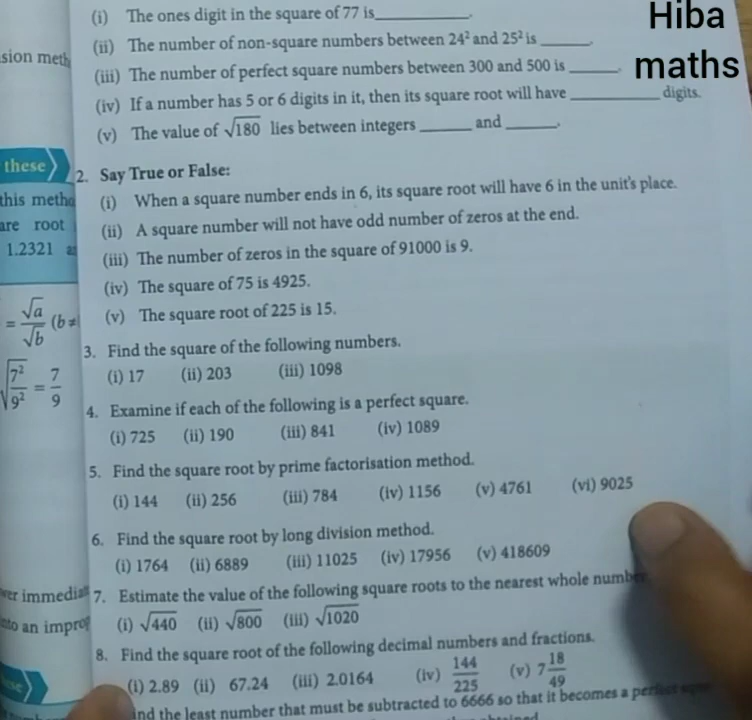 Hiba
maths
(i) The ones digit in the square of 77 is________.
(ii) The number of non-square numbers between 24² and 25² is ______.
(iii) The number of perfect square numbers between 300 and 500 is ______.
(iv) If a number has 5 or 6 digits in it, then its square root will have ________ digits.
(v) The value of √180 lies between integers ______ and ______.
2. Say True or False:
(i) When a square number ends in 6, its square root will have 6 in the unit's place.
(ii) A square number will not have odd number of zeros at the end.
(iii) The number of zeros in the square of 91000 is 9.
(iv) The square of 75 is 4925.
(v) The square root of 225 is 15.
3. Find the square of the following numbers.
(i) 17 (ii) 203 (iii) 1098
4. Examine if each of the following is a perfect square.
(i) 725 (ii) 190 (iii) 841 (iv) 1089
5. Find the square root by prime factorisation method.
(i) 144 (ii) 256 (iii) 784 (iv) 1156 (v) 4761 (vi) 9025
6. Find the square root by long division method.
(i) 1764 (ii) 6889 (iii) 11025 (iv) 17956 (v) 418609
7. Estimate the value of the following square roots to the nearest whole
(i) √440 (ii) √800 (iii) √1020
8. Find the square root of the following decimal numbers and fractions.
(i) 2.89 (ii) 67.24 (iii) 2.0164 (iv) 144/225 (v) 7 18/49
the least number that must be subtracted to 6666 so that it becomes a
these
this
are root
1.2321
= √a/√b (b ≠
√7²/9² = 7/9
an